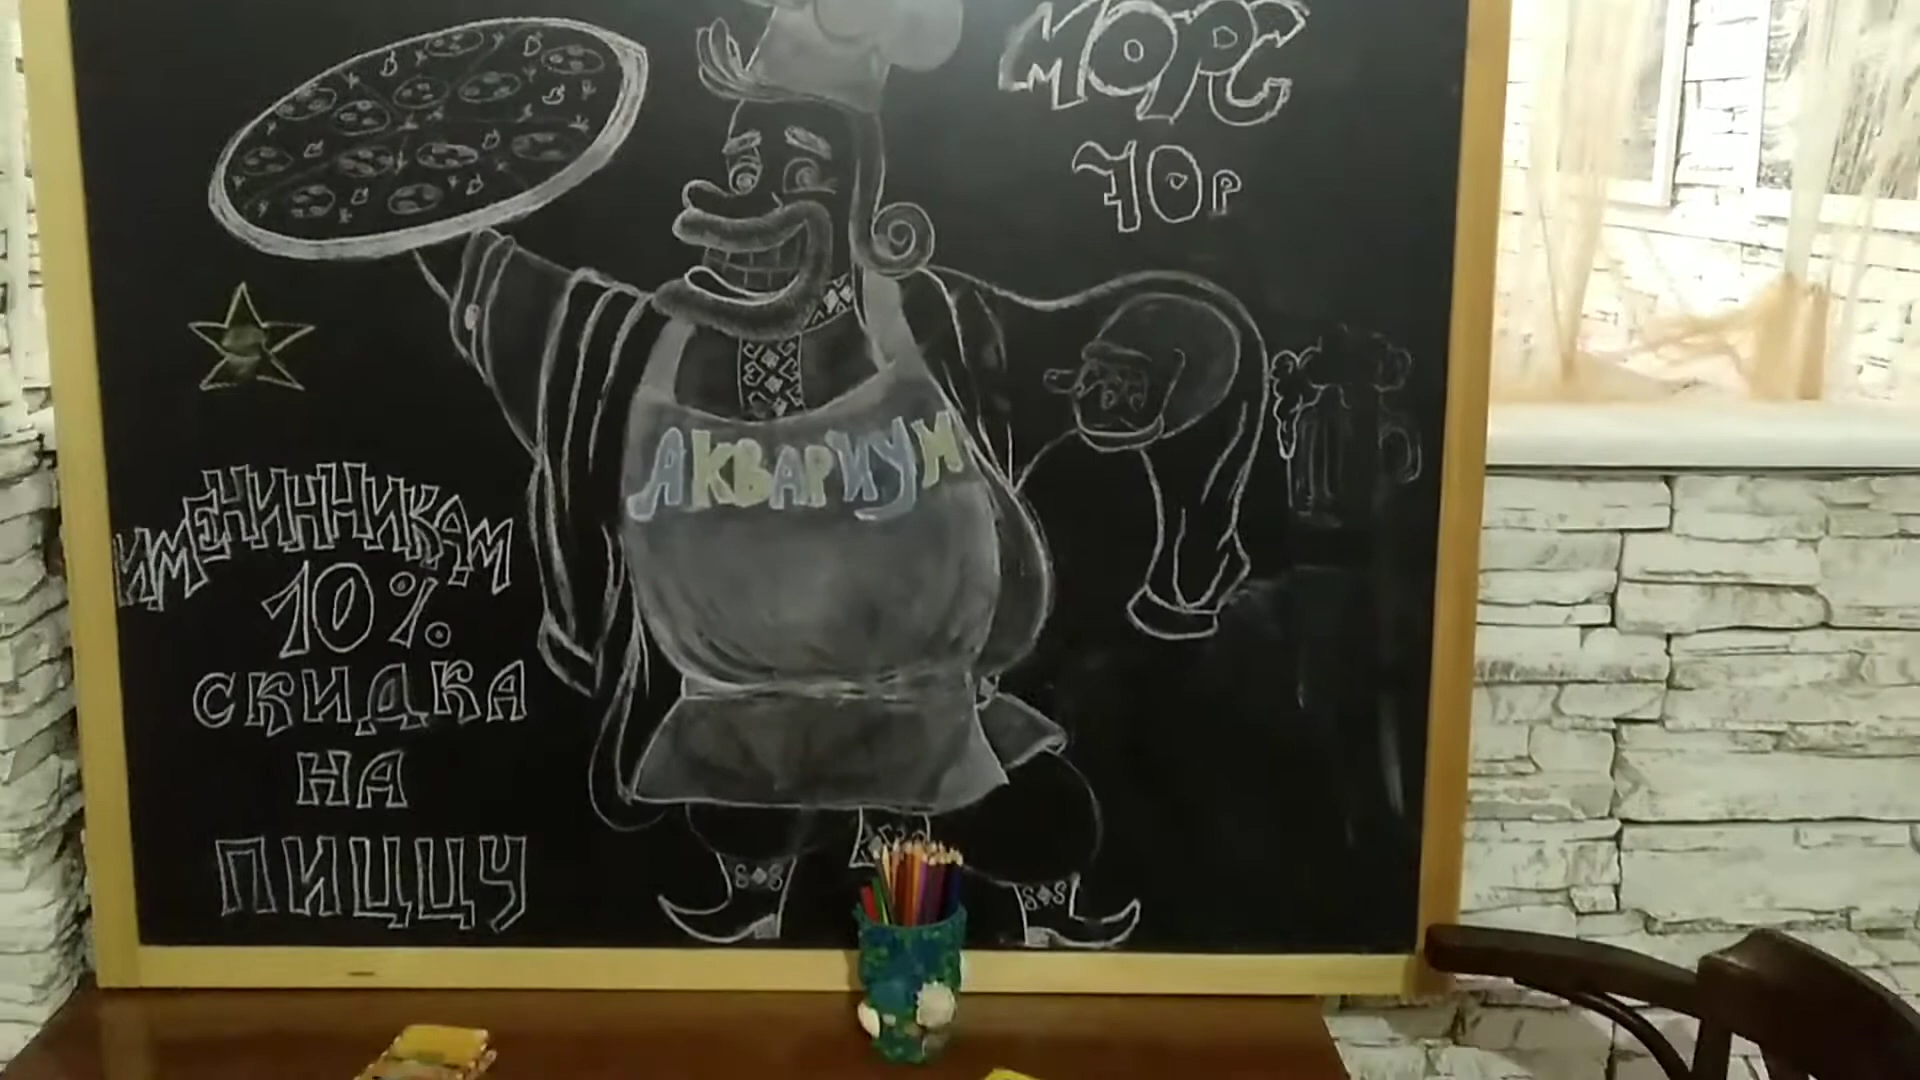 МОРС
70р
АКВАРИУМ
ИМЕНИННИКАМ
10%
СКИДКА
НА
ПИЦЦУ